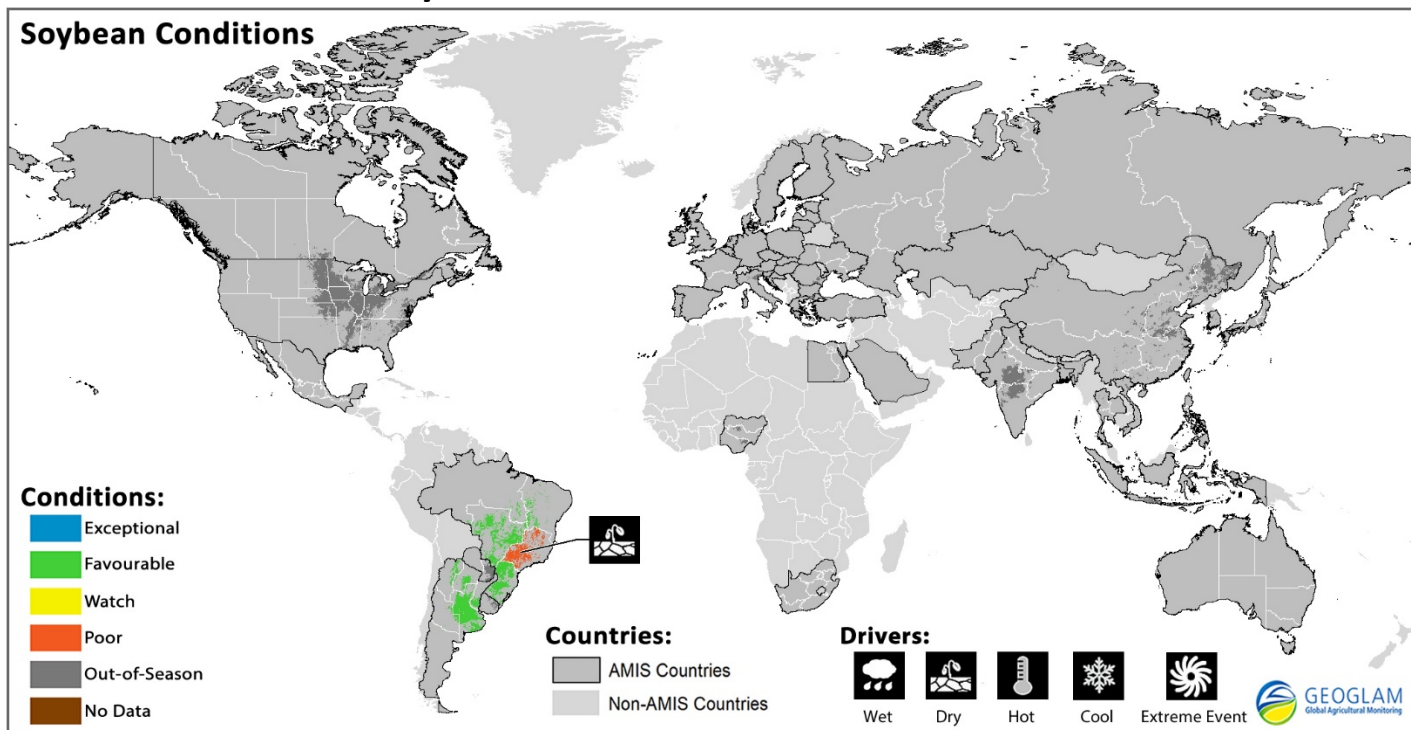 Soybean Conditions
Conditions:
Exceptional
Favourable
Watch
Poor
Out-of-Season
No Data
Countries:
AMIS Countries
Non-AMIS Countries
Drivers:
Wet
Dry
Hot
Cool
Extreme Event
GEOGLAM
Global Agricultural Monitoring